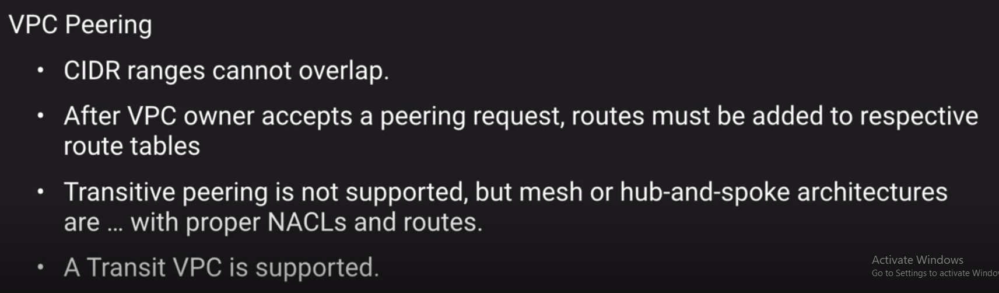 VPC Peering
• CIDR ranges cannot overlap.
• After VPC owner accepts a peering request, routes must be added to respective
route tables
• Transitive peering is not supported, but mesh or hub-and-spoke architectures
are ... with proper NACLs and routes.
• A Transit VPC is supported.
Activate Windows
Go to Settings to activate Windo